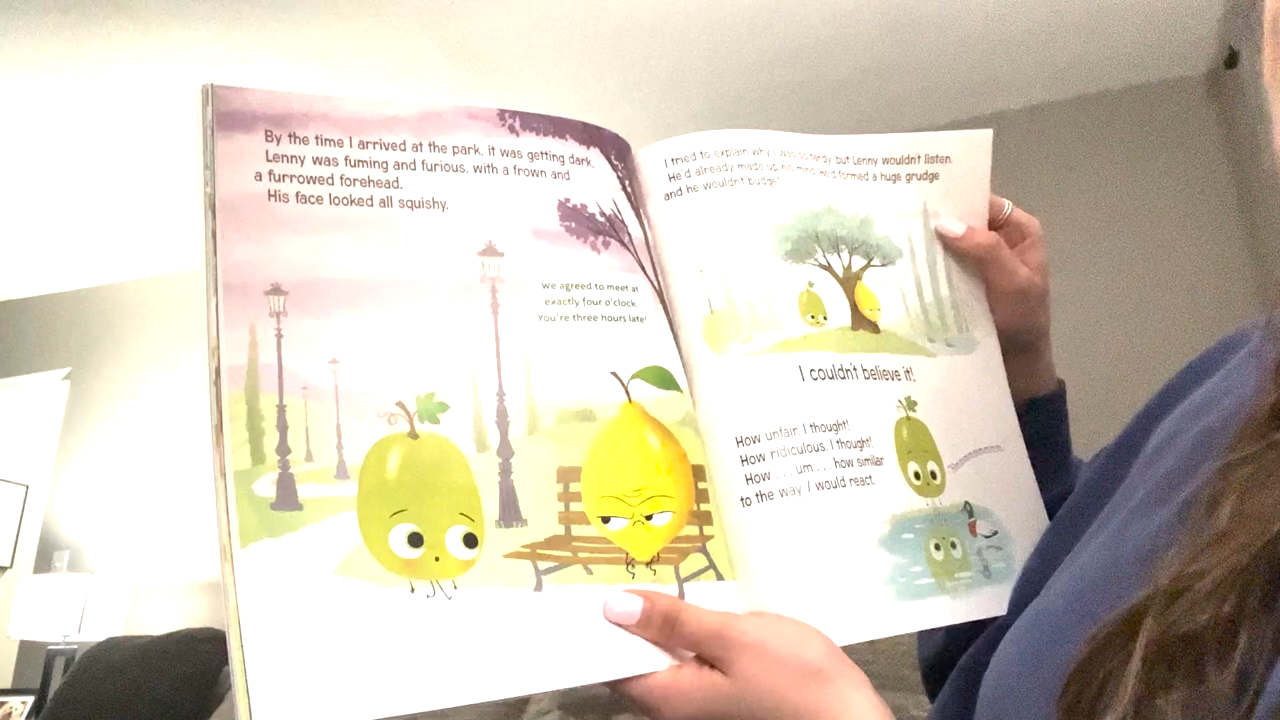 By the time I arrived at the park, it was getting dark.
Lenny was fuming and furious, with a frown and
a furrowed forehead.
His face looked all squishy.
We agreed to meet at
exactly four o'clock.
You're three hours late!
I tried to explain why I was so tardy, but Lenny wouldn't listen.
He'd already made up his mind. He'd formed a huge grudge
and he wouldn't budge!
I couldn't believe it!
How unfair, I thought!
How ridiculous, I thought!
How . . . um . . . how similar
to the way I would react.